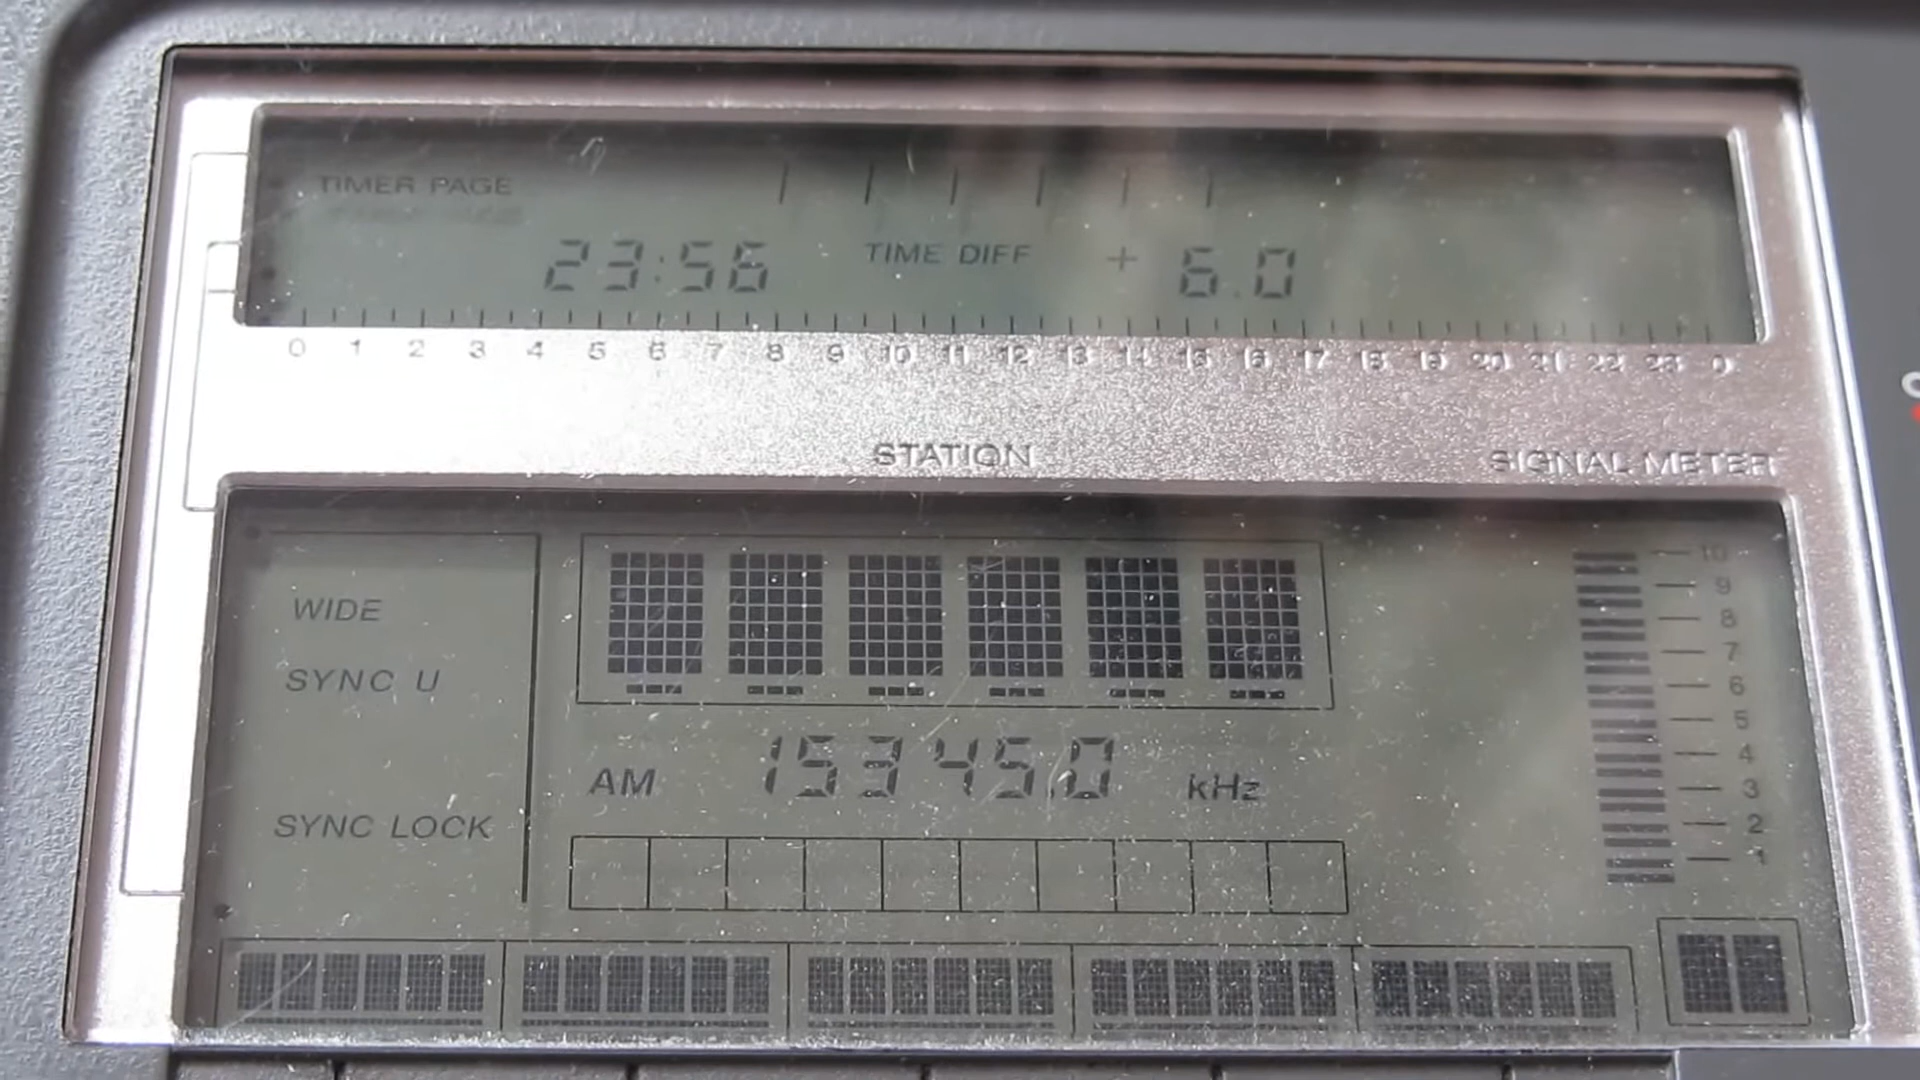 TIMER PAGE
23:56 TIME DIFF + 6.0
0 1 2 3 4 5 6 7 8 9 10 11 12 13 14 15 16 17 18 19 20 21 22 23 0
STATION SIGNAL METER
10
9
WIDE 8
7
SYNC U 6
5
AM 15345.0 kHz 4
3
SYNC LOCK 2
1